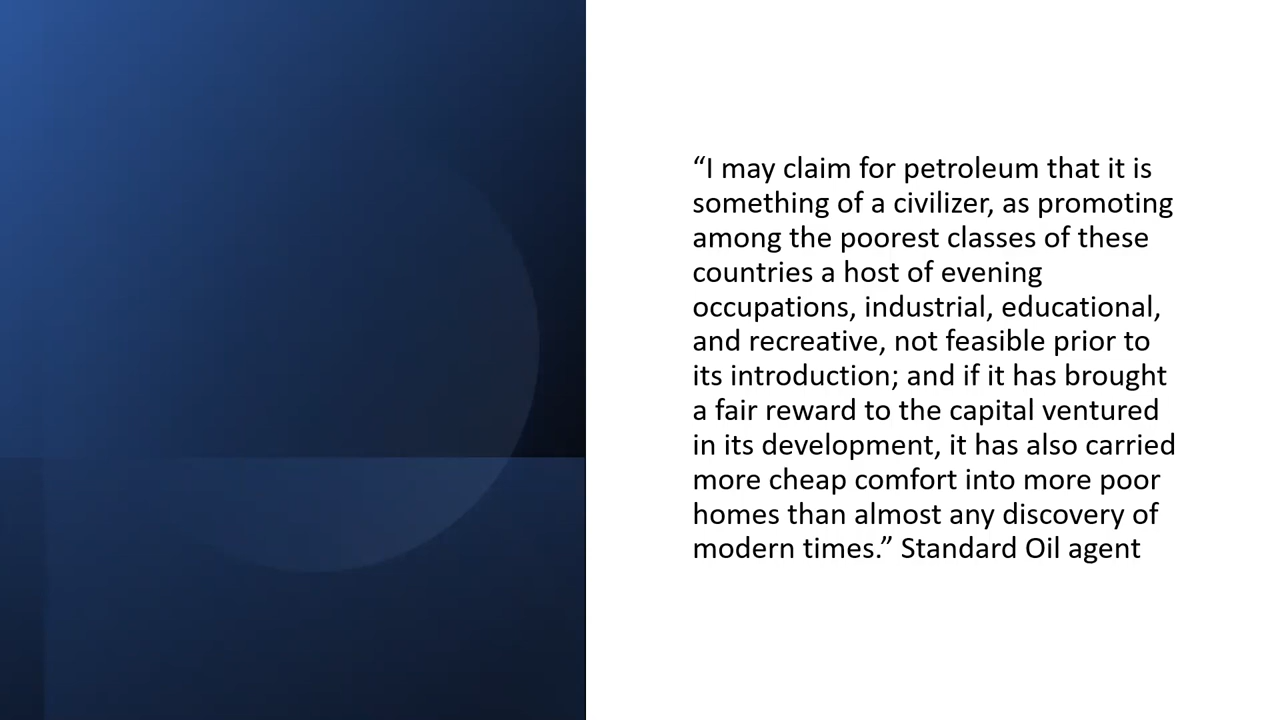 “I may claim for petroleum that it is
something of a civilizer, as promoting
among the poorest classes of these
countries a host of evening
occupations, industrial, educational,
and recreative, not feasible prior to
its introduction; and if it has brought
a fair reward to the capital ventured
in its development, it has also carried
more cheap comfort into more poor
homes than almost any discovery of
modern times.” Standard Oil agent